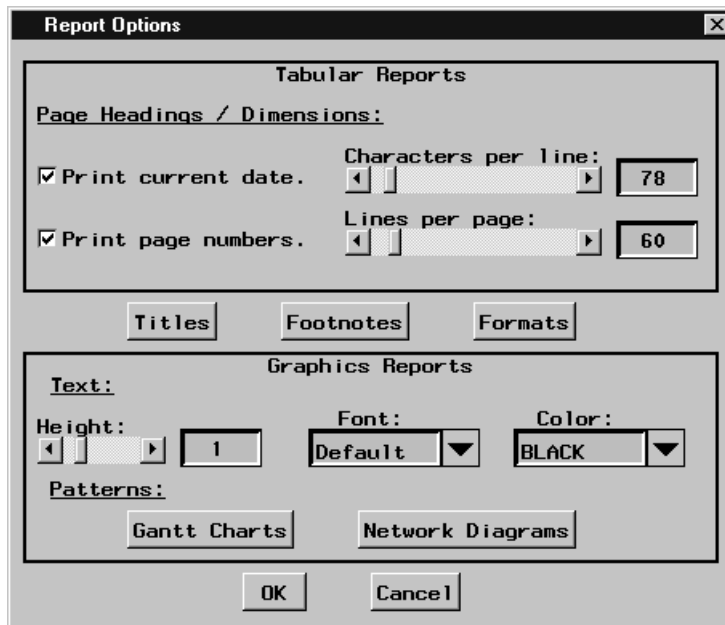 Report Options
Tabular Reports
Page Headings / Dimensions:
Characters per line:
Print current date. 78
Lines per page:
Print page numbers. 60
Titles Footnotes Formats
Graphics Reports
Text:
Height: Font: Color:
1 Default BLACK
Patterns:
Gantt Charts Network Diagrams
OK Cancel